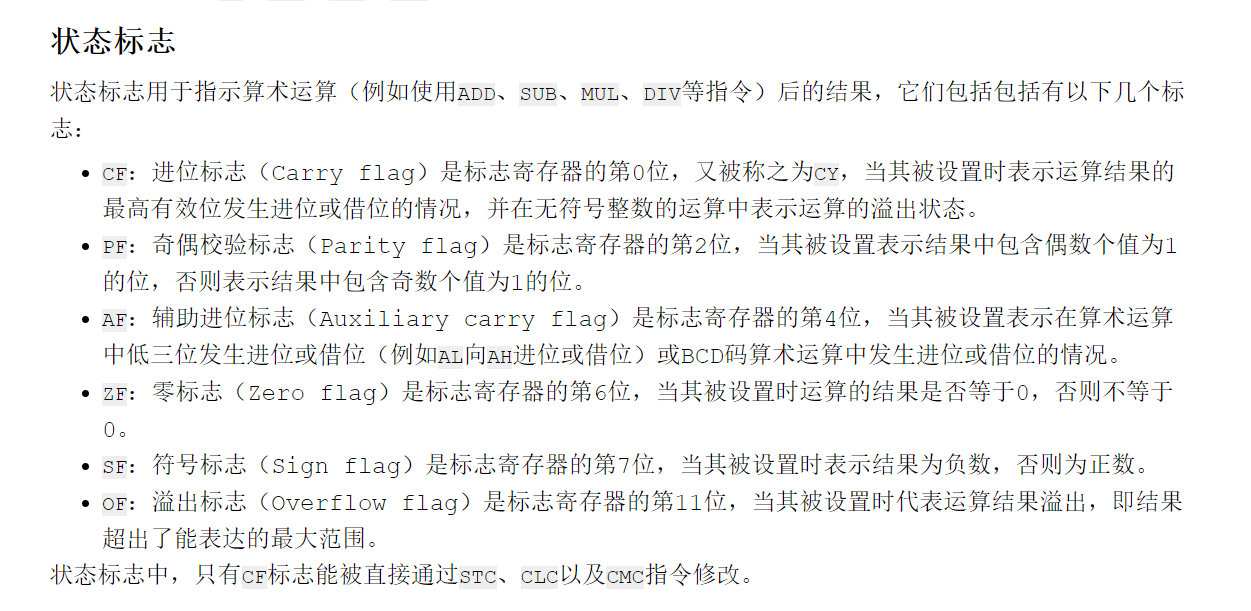 状态标志
状态标志用于指示算术运算（例如使用ADD、SUB、MUL、DIV等指令）后的结果，它们包括包括有以下几个标
志：
• CF：进位标志（Carry flag）是标志寄存器的第0位，又被称之为CY，当其被设置时表示运算结果的
最高有效位发生进位或借位的情况，并在无符号整数的运算中表示运算的溢出状态。
• PF：奇偶校验标志（Parity flag）是标志寄存器的第2位，当其被设置表示结果中包含偶数个值为1
的位，否则表示结果中包含奇数个值为1的位。
• AF：辅助进位标志（Auxiliary carry flag）是标志寄存器的第4位，当其被设置表示在算术运算
中低三位发生进位或借位（例如AL向AH进位或借位）或BCD码算术运算中发生进位或借位的情况。
• ZF：零标志（Zero flag）是标志寄存器的第6位，当其被设置时运算的结果是否等于0，否则不等于
0。
• SF：符号标志（Sign flag）是标志寄存器的第7位，当其被设置时表示结果为负数，否则为正数。
• OF：溢出标志（Overflow flag）是标志寄存器的第11位，当其被设置时代表运算结果溢出，即结果
超出了能表达的最大范围。
状态标志中，只有CF标志能被直接通过STC、CLC以及CMC指令修改。